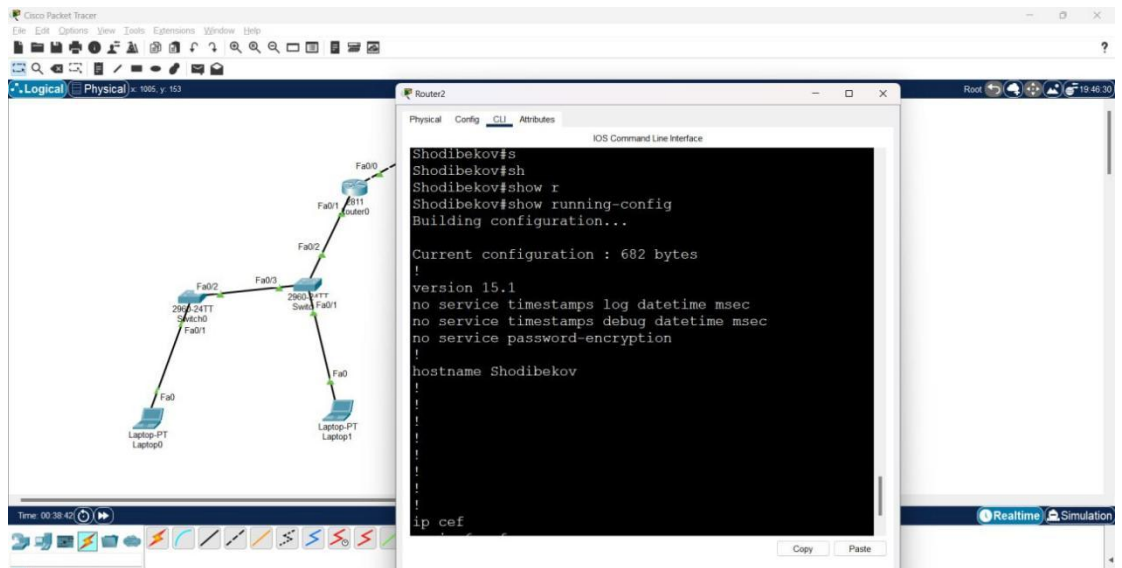 Cisco Packet Tracer
File Edit Options View Tools Extensions Window Help
?
Logical Physical x: 1005, y: 153
Root 19:46:30
Router2
Physical Config CLI Attributes
IOS Command Line Interface
Shodibekov#s
Shodibekov#sh
Shodibekov#show r
Shodibekov#show running-config
Building configuration...
Current configuration : 682 bytes
!
version 15.1
no service timestamps log datetime msec
no service timestamps debug datetime msec
no service password-encryption
!
hostname Shodibekov
!
!
!
!
!
!
!
!
ip cef
Copy Paste
Fa0/0
2811
Router0
Fa0/1
Fa0/2
Fa0/3
Fa0/2
2960-24TT
Fa0/1
2960-24TT
Switch0
Fa0/1
Fa0
Fa0
Laptop-PT
Laptop0
Laptop-PT
Laptop1
Time: 00:38:42
Realtime Simulation